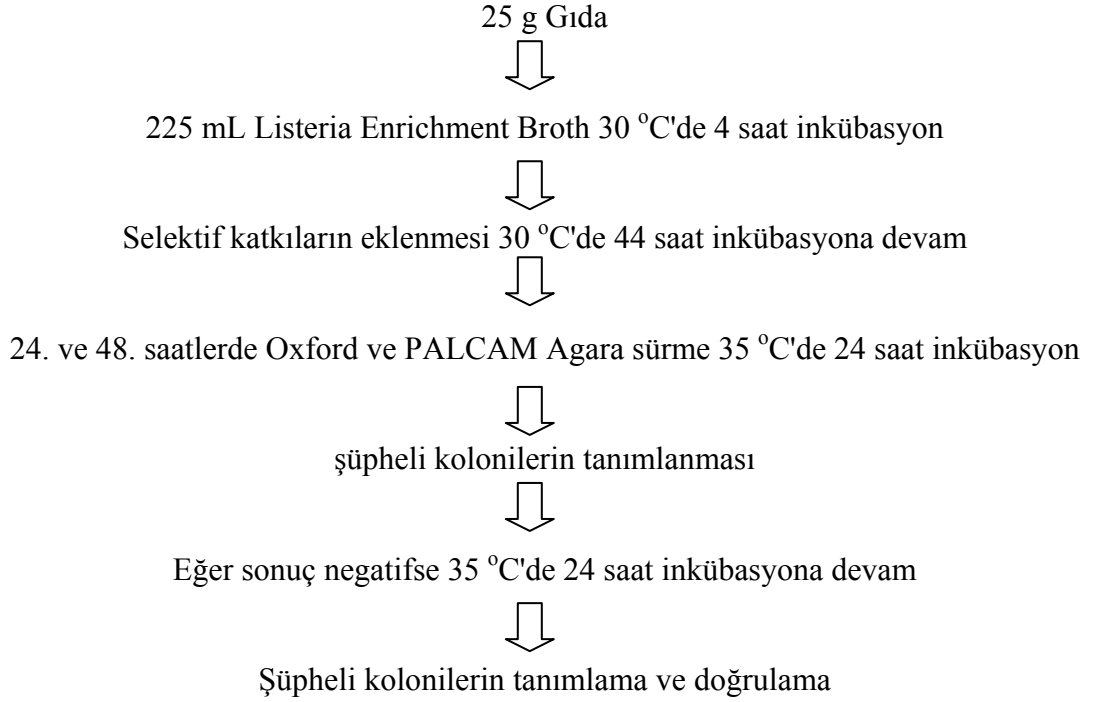 25 g Gıda
225 mL Listeria Enrichment Broth 30 °C'de 4 saat inkübasyon
Selektif katkıların eklenmesi 30 °C'de 44 saat inkübasyona devam
24. ve 48. saatlerde Oxford ve PALCAM Agara sürme 35 °C'de 24 saat inkübasyon
şüpheli kolonilerin tanımlanması
Eğer sonuç negatifse 35 °C'de 24 saat inkübasyona devam
Şüpheli kolonilerin tanımlama ve doğrulama